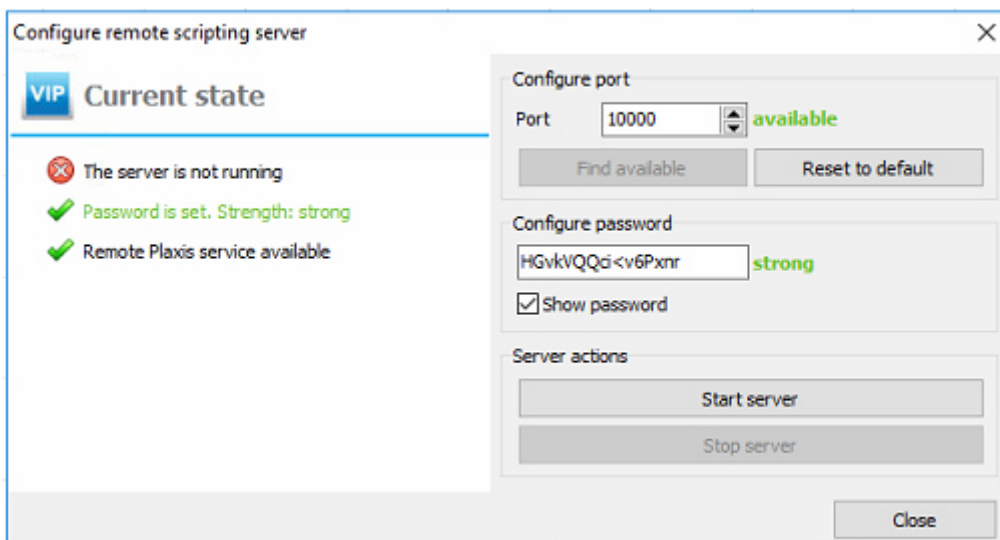 Configure remote scripting server
VIP Current state
The server is not running
Password is set. Strength: strong
Remote Plaxis service available
Configure port
Port 10000 available
Find available Reset to default
Configure password
HGvkVQQci<v6Pxnr strong
Show password
Server actions
Start server
Stop server
Close